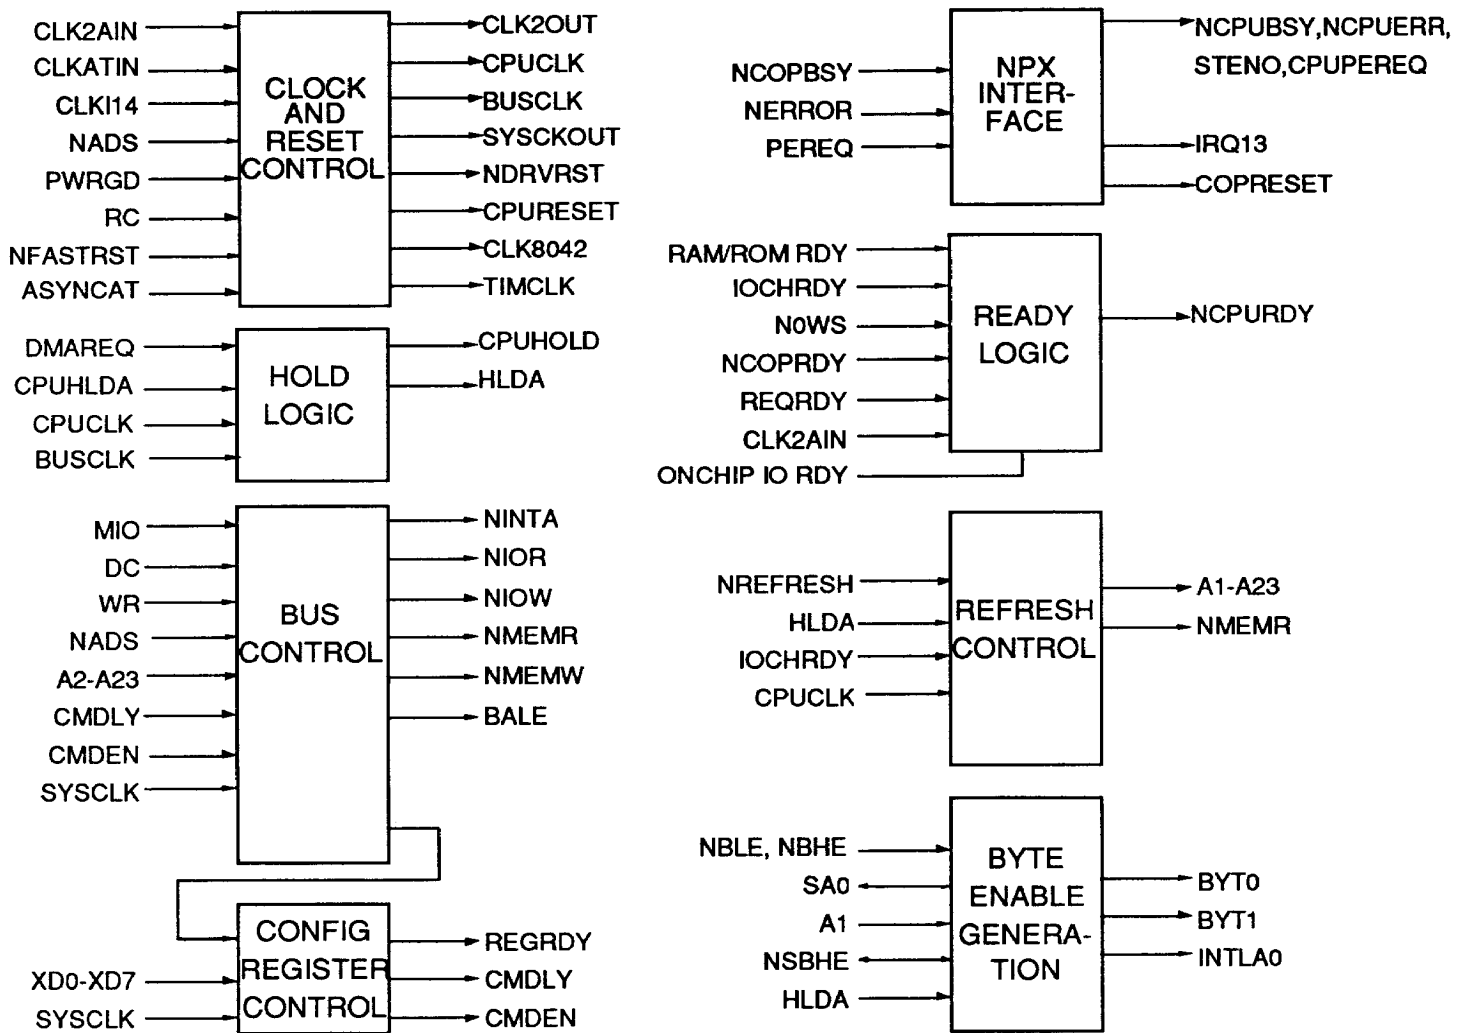 CLK2AIN
CLKATIN
CLKI14
NADS
PWRGD
RC
NFASTRST
ASYNCAT
CLOCK
AND
RESET
CONTROL
CLK2OUT
CPUCLK
BUSCLK
SYSCKOUT
NDRVRST
CPURESET
CLK8042
TIMCLK
DMAREQ
CPUHLDA
CPUCLK
BUSCLK
HOLD
LOGIC
CPUHOLD
HLDA
MIO
DC
WR
NADS
A2-A23
CMDLY
CMDEN
SYSCLK
BUS
CONTROL
NINTA
NIOR
NIOW
NMEMR
NMEMW
BALE
XD0-XD7
SYSCLK
CONFIG
REGISTER
CONTROL
REGRDY
CMDLY
CMDEN
NCOPBSY
NERROR
PEREQ
NPX
INTER-
FACE
NCPUBSY,NCPUERR,
STENO,CPUPEREQ
IRQ13
COPRESET
RAM/ROM RDY
IOCHRDY
N0WS
NCOPRDY
REQRDY
CLK2AIN
ONCHIP IO RDY
READY
LOGIC
NCPURDY
NREFRESH
HLDA
IOCHRDY
CPUCLK
REFRESH
CONTROL
A1-A23
NMEMR
NBLE, NBHE
SA0
A1
NSBHE
HLDA
BYTE
ENABLE
GENERA-
TION
BYT0
BYT1
INTLA0